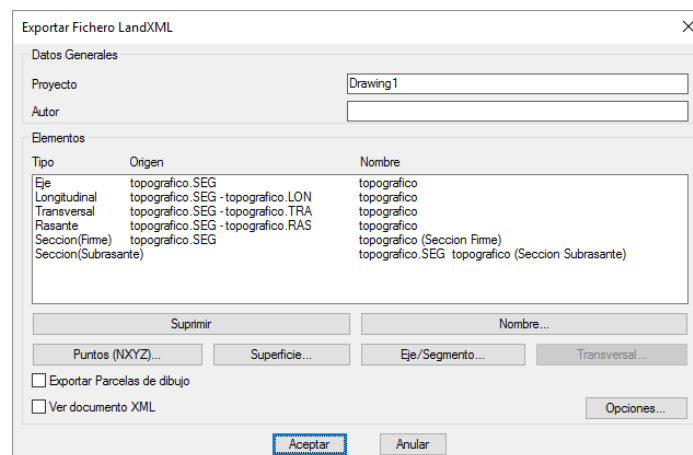 Exportar Fichero LandXML
Datos Generales
Proyecto Drawing1
Autor
Elementos
Tipo Origen Nombre
Eje topografico.SEG topografico
Longitudinal topografico.SEG - topografico.LON topografico
Transversal topografico.SEG - topografico.TRA topografico
Rasante topografico.SEG - topografico.RAS topografico
Seccion(Firme) topografico.SEG topografico (Seccion Firme)
Seccion(Subrasante) topografico.SEG topografico (Seccion Subrasante)
Suprimir Nombre...
Puntos (NXYZ)... Superficie... Eje/Segmento... Transversal...
Exportar Parcelas de dibujo
Ver documento XML Opciones...
Aceptar Anular